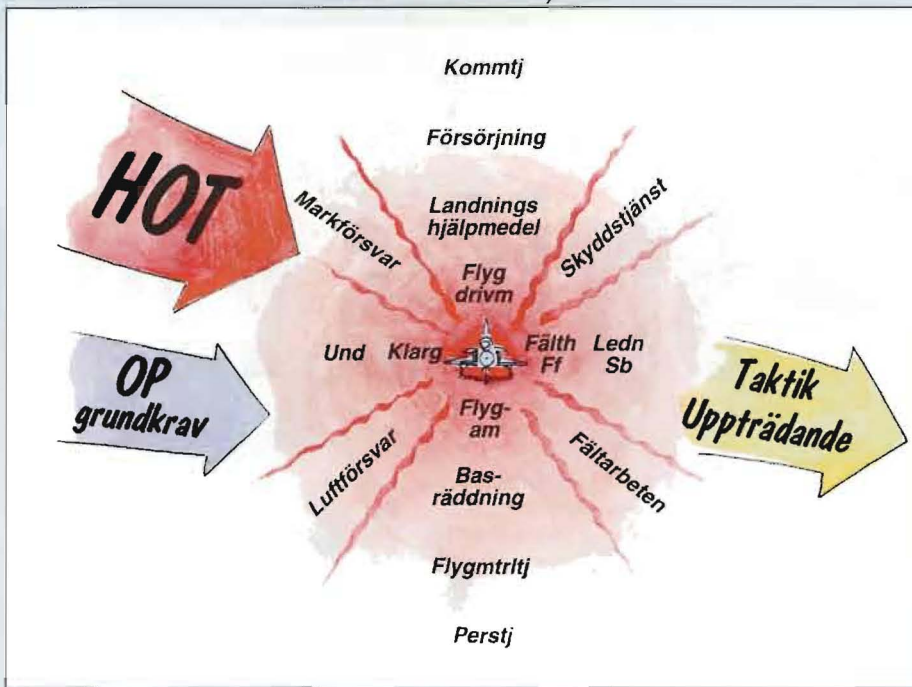 Kommtj
Försörjning
HOT
Markförsvar
Landnings
hjälpmedel
Skyddstjänst
Flyg
drivm
Und
Klarg
Fälth
Ff
Ledn
Sb
OP
grundkrav
Taktik
Uppträdande
Flyg-
am
Luftförsvar
Fältarbeten
Bas-
räddning
Flygmtrltj
Perstj